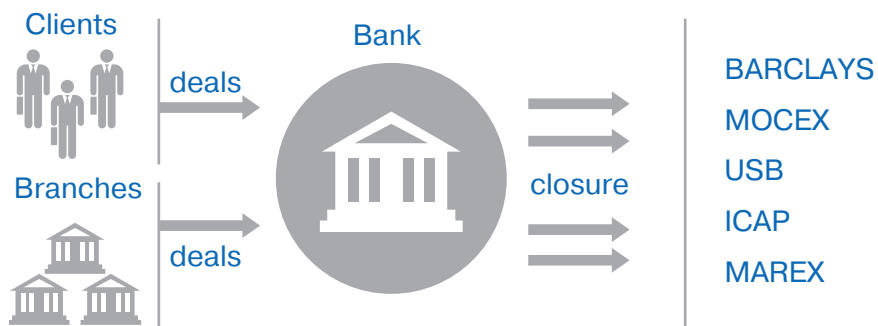 Clients
deals
Bank
Branches
deals
closure
BARCLAYS
MOCEX
USB
ICAP
MAREX